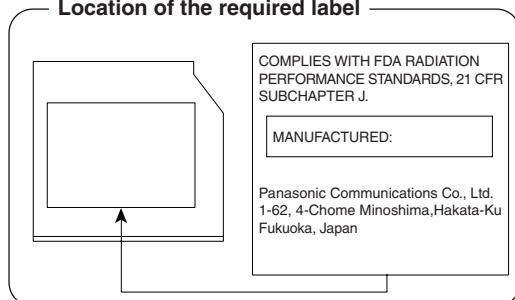 Location of the required label
COMPLIES WITH FDA RADIATION
PERFORMANCE STANDARDS, 21 CFR
SUBCHAPTER J.
MANUFACTURED:
Panasonic Communications Co., Ltd.
1-62, 4-Chome Minoshima,Hakata-Ku
Fukuoka, Japan